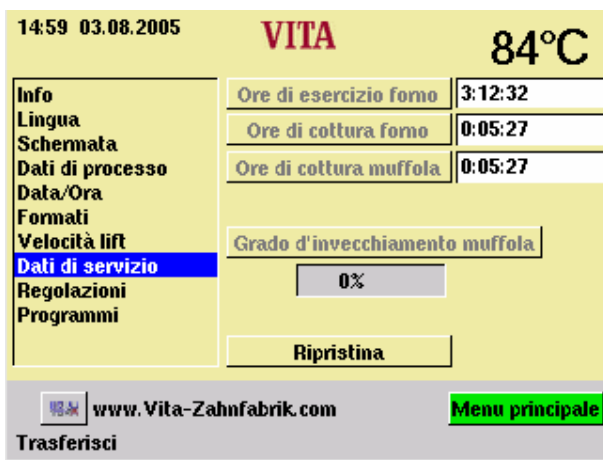 14:59 03.08.2005
VITA
84°C
Info
Lingua
Schermata
Dati di processo
Data/Ora
Formati
Velocità lift
Dati di servizio
Regolazioni
Programmi
Ore di esercizio forno 3:12:32
Ore di cottura forno 0:05:27
Ore di cottura muffola 0:05:27
Grado d'invecchiamento muffola
0%
Ripristina
www.Vita-Zahnfabrik.com
Menu principale
Trasferisci